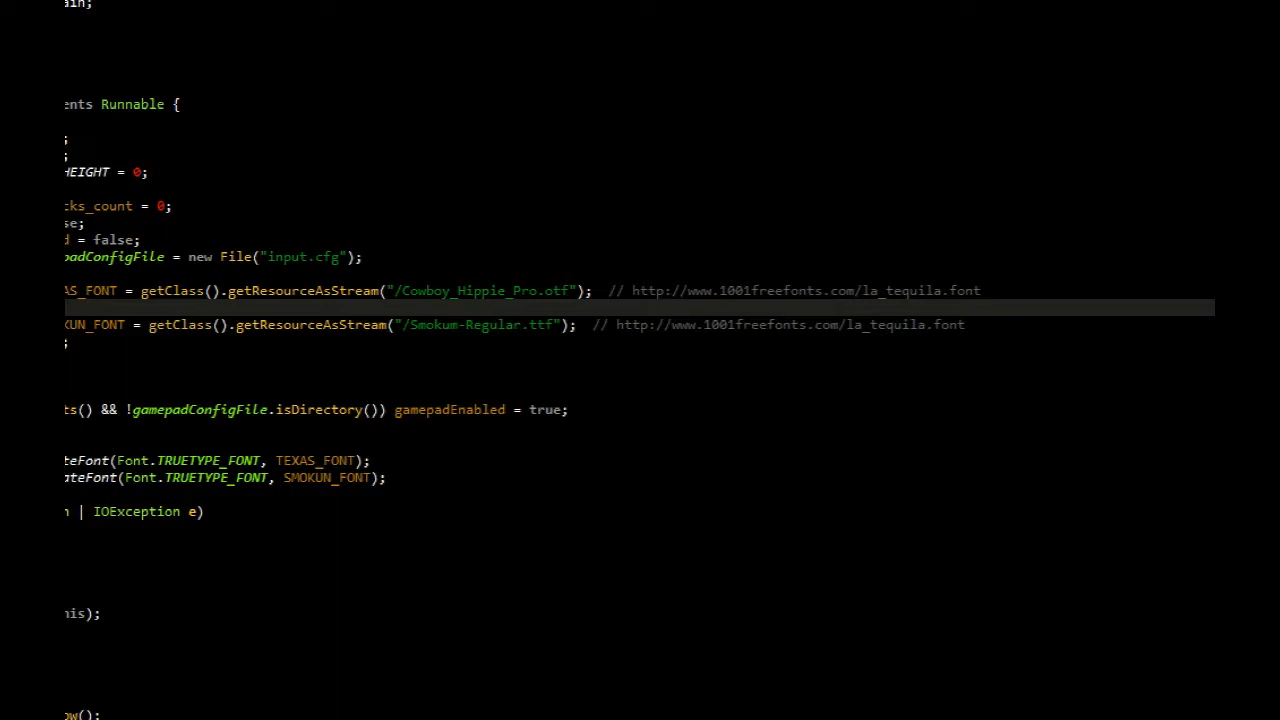 ain;
ents Runnable {
;
;
HEIGHT = 0;
cks_count = 0;
se;
d = false;
padConfigFile = new File("input.cfg");
AS_FONT = getClass().getResourceAsStream("/Cowboy_Hippie_Pro.otf"); // http://www.1001freefonts.com/la_tequila.font
KUN_FONT = getClass().getResourceAsStream("/Smokum-Regular.ttf"); // http://www.1001freefonts.com/la_tequila.font
;
ts() && !gamepadConfigFile.isDirectory()) gamepadEnabled = true;
teFont(Font.TRUETYPE_FONT, TEXAS_FONT);
ateFont(Font.TRUETYPE_FONT, SMOKUN_FONT);
n | IOException e)
his);
ow();